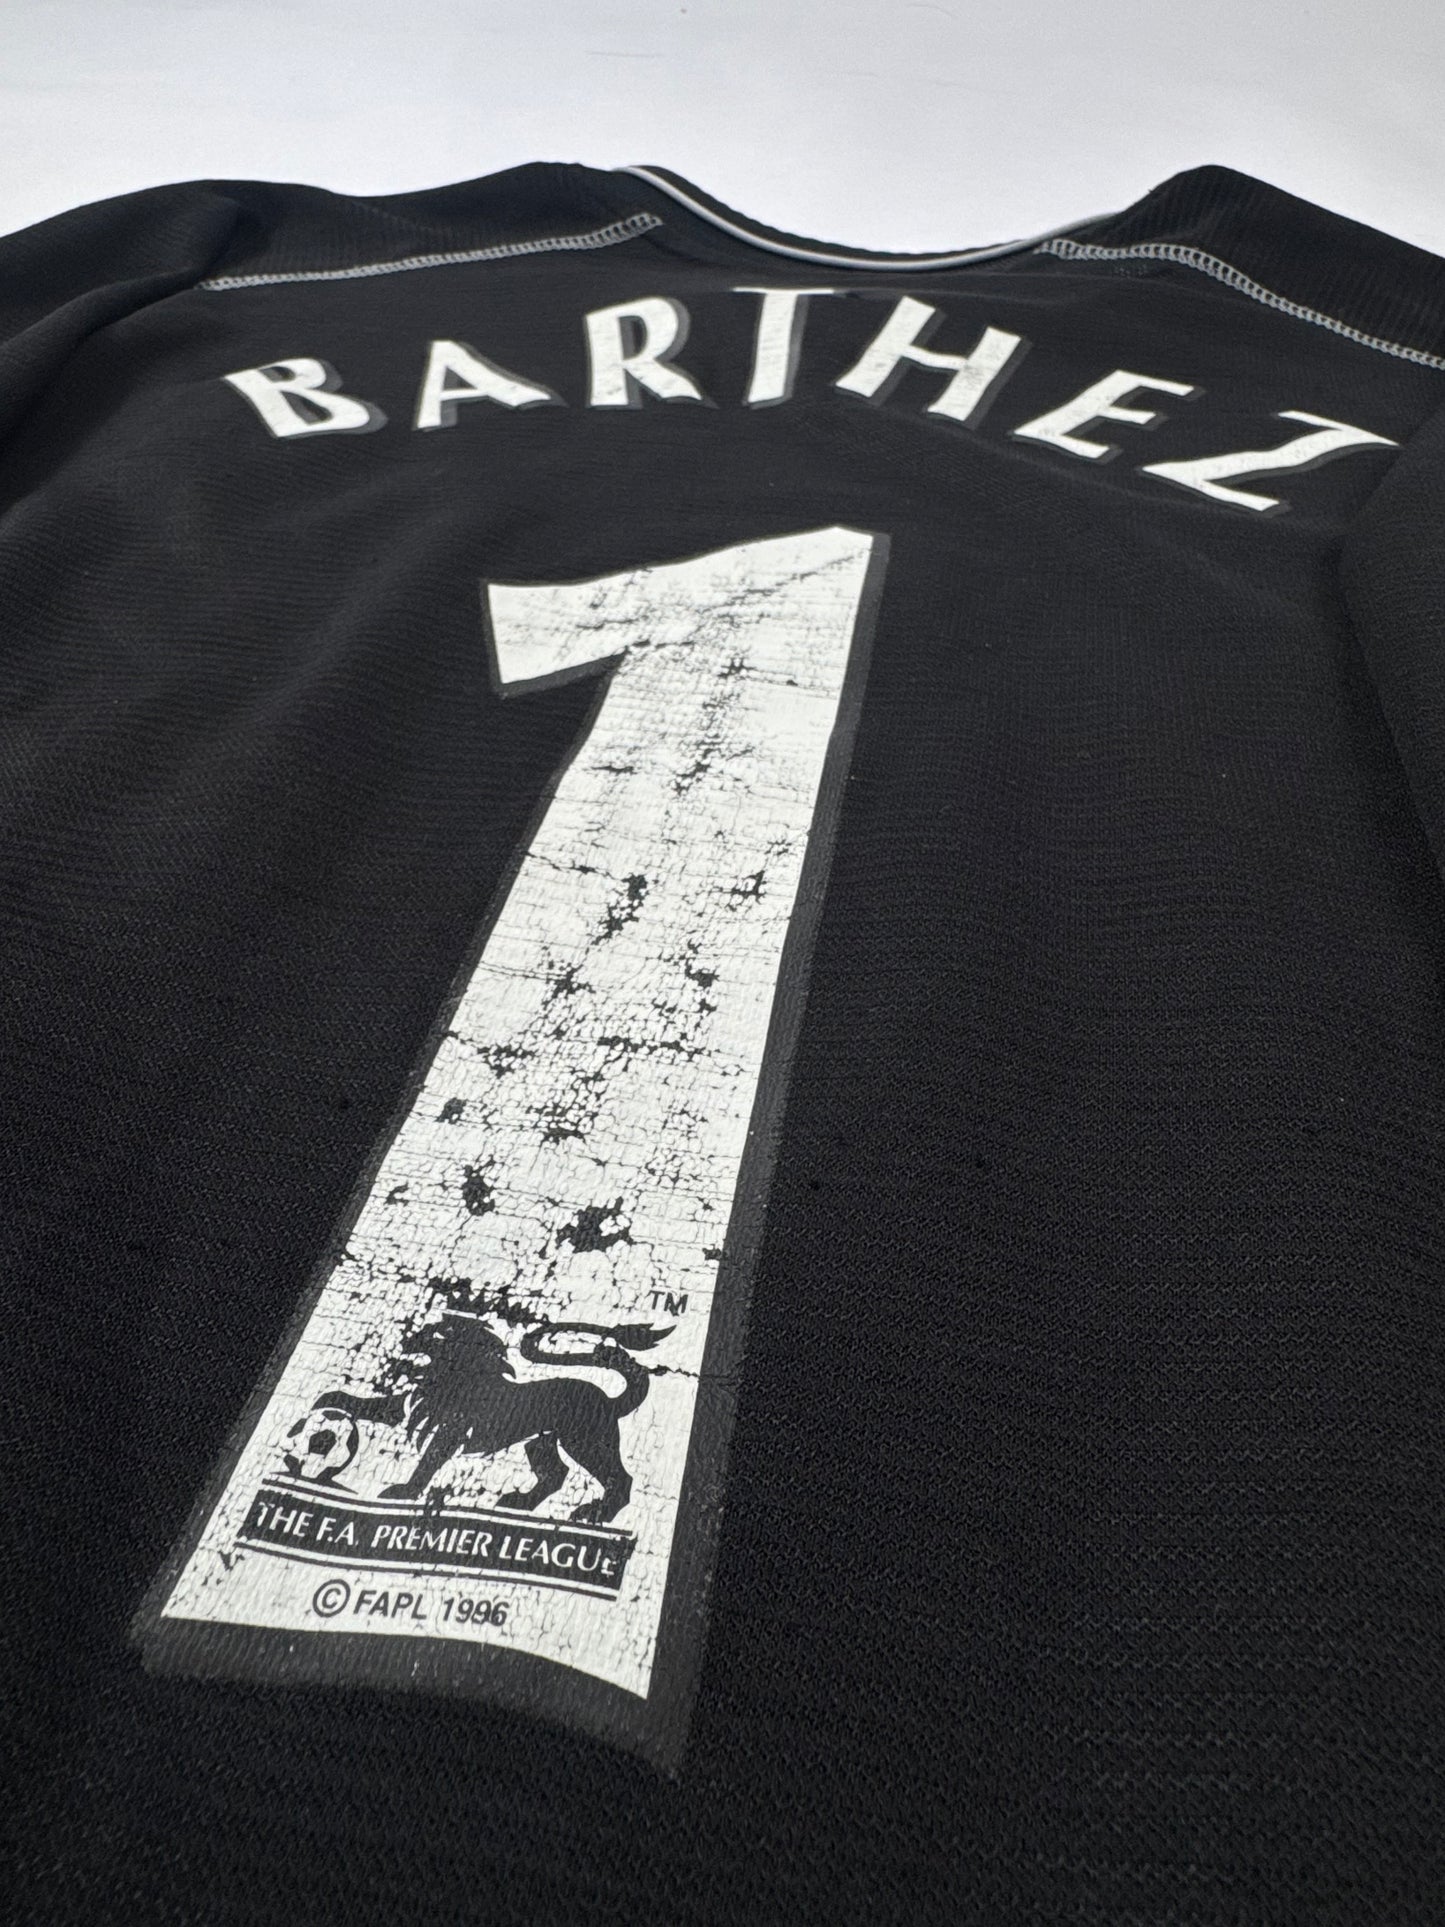 BARTHEZ
1
TM
THE F.A. PREMIER LEAGUE
© FAPL 1996